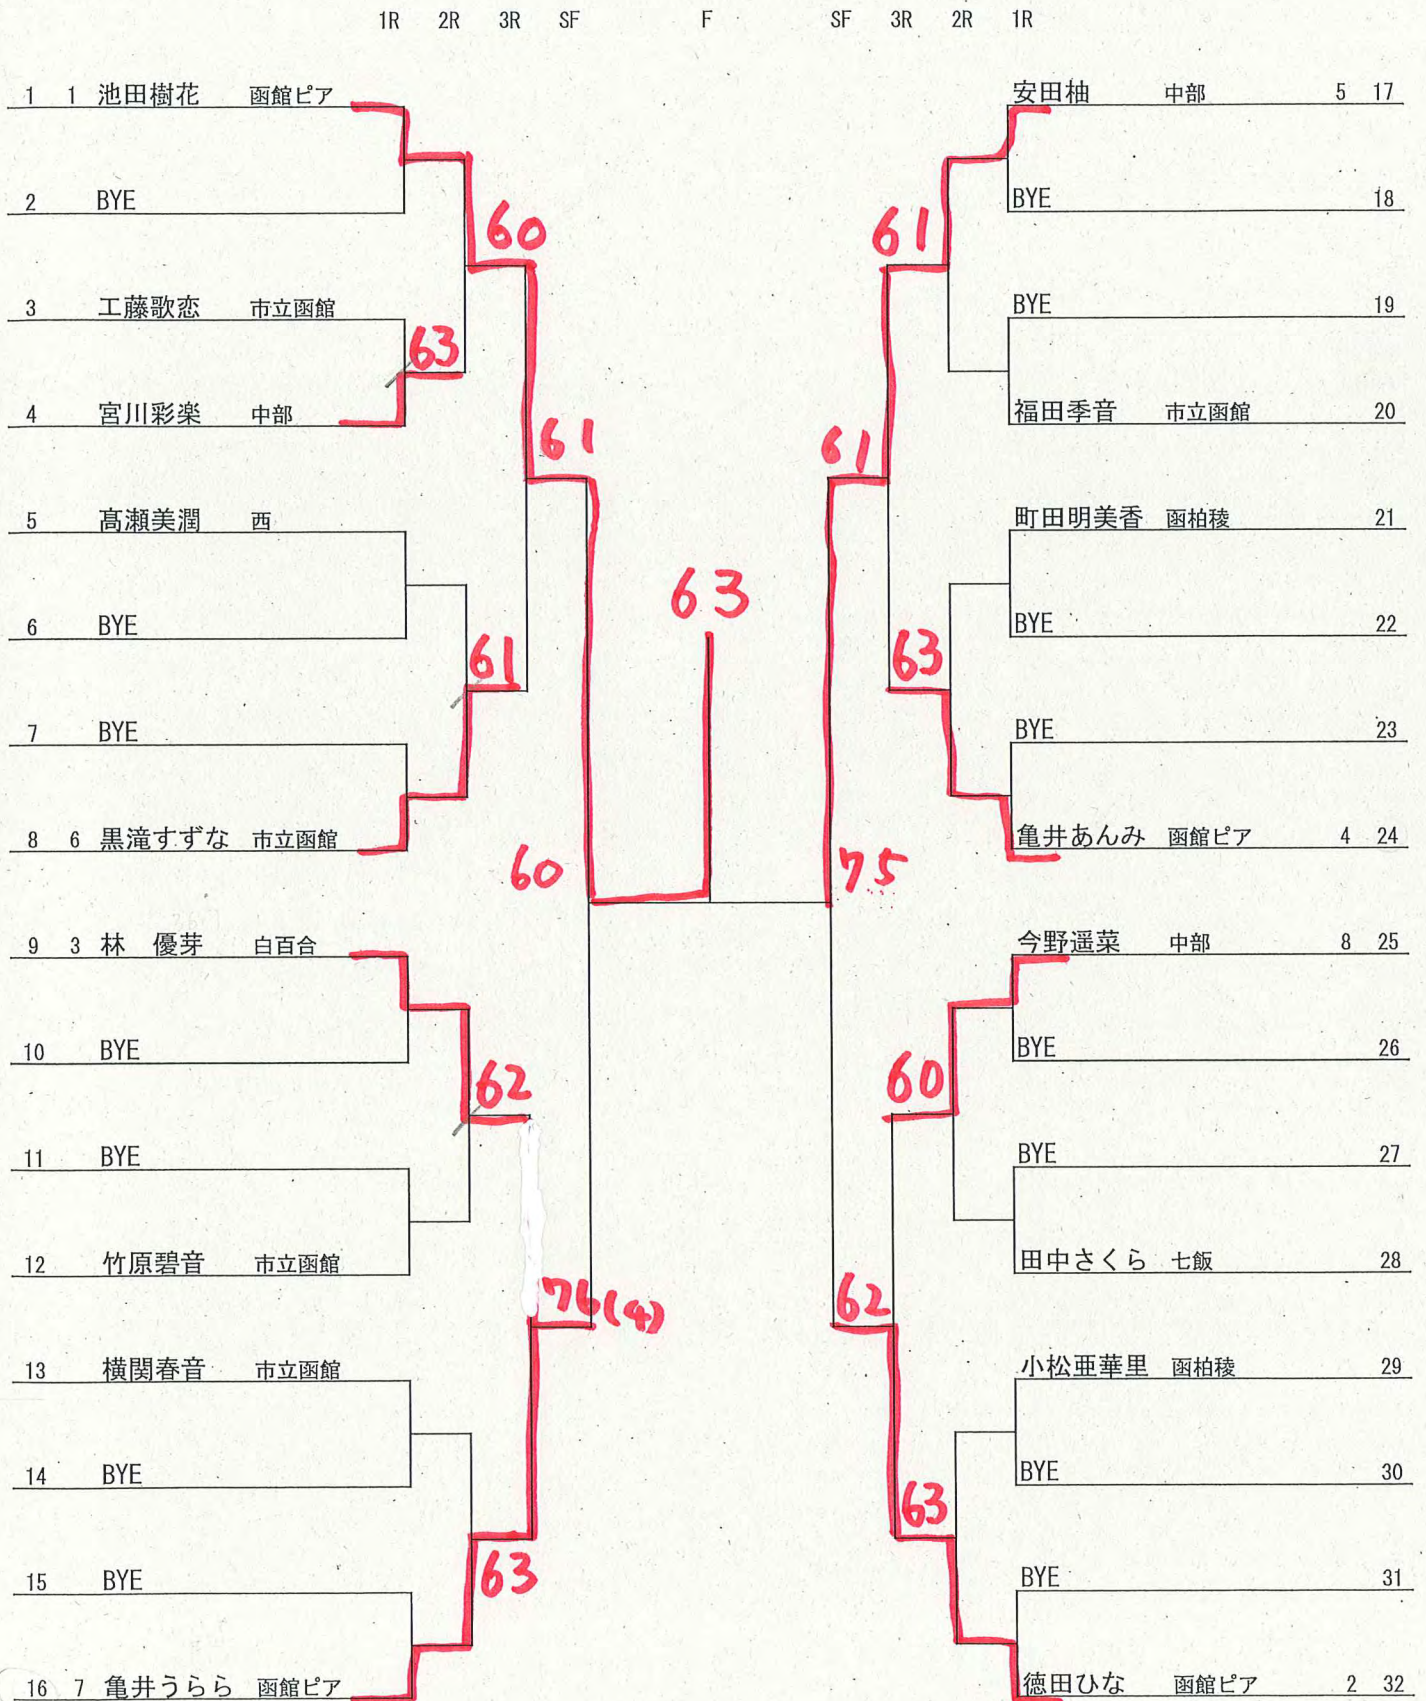 1R 2R 3R SF F SF 3R 2R 1R
1 1 池田樹花 函館ピア
2 BYE
60
3 工藤歌恋 市立函館
63
4 宮川彩楽 中部
61
5 髙瀬美潤 西
6 BYE
61
7 BYE
8 6 黒滝すずな 市立函館
60
9 3 林 優芽 白百合
10 BYE
62
11 BYE
12 竹原碧音 市立函館
76(4)
13 横関春音 市立函館
14 BYE
63
15 BYE
16 7 亀井うらら 函館ピア
63
安田柚 中部 5 17
BYE 18
61
BYE 19
福田季音 市立函館 20
61
町田明美香 函柏稜 21
BYE 22
63
BYE 23
亀井あんみ 函館ピア 4 24
75
今野遥菜 中部 8 25
BYE 26
60
BYE 27
田中さくら 七飯 28
62
小松亜華里 函柏稜 29
BYE 30
63
BYE 31
徳田ひな 函館ピア 2 32